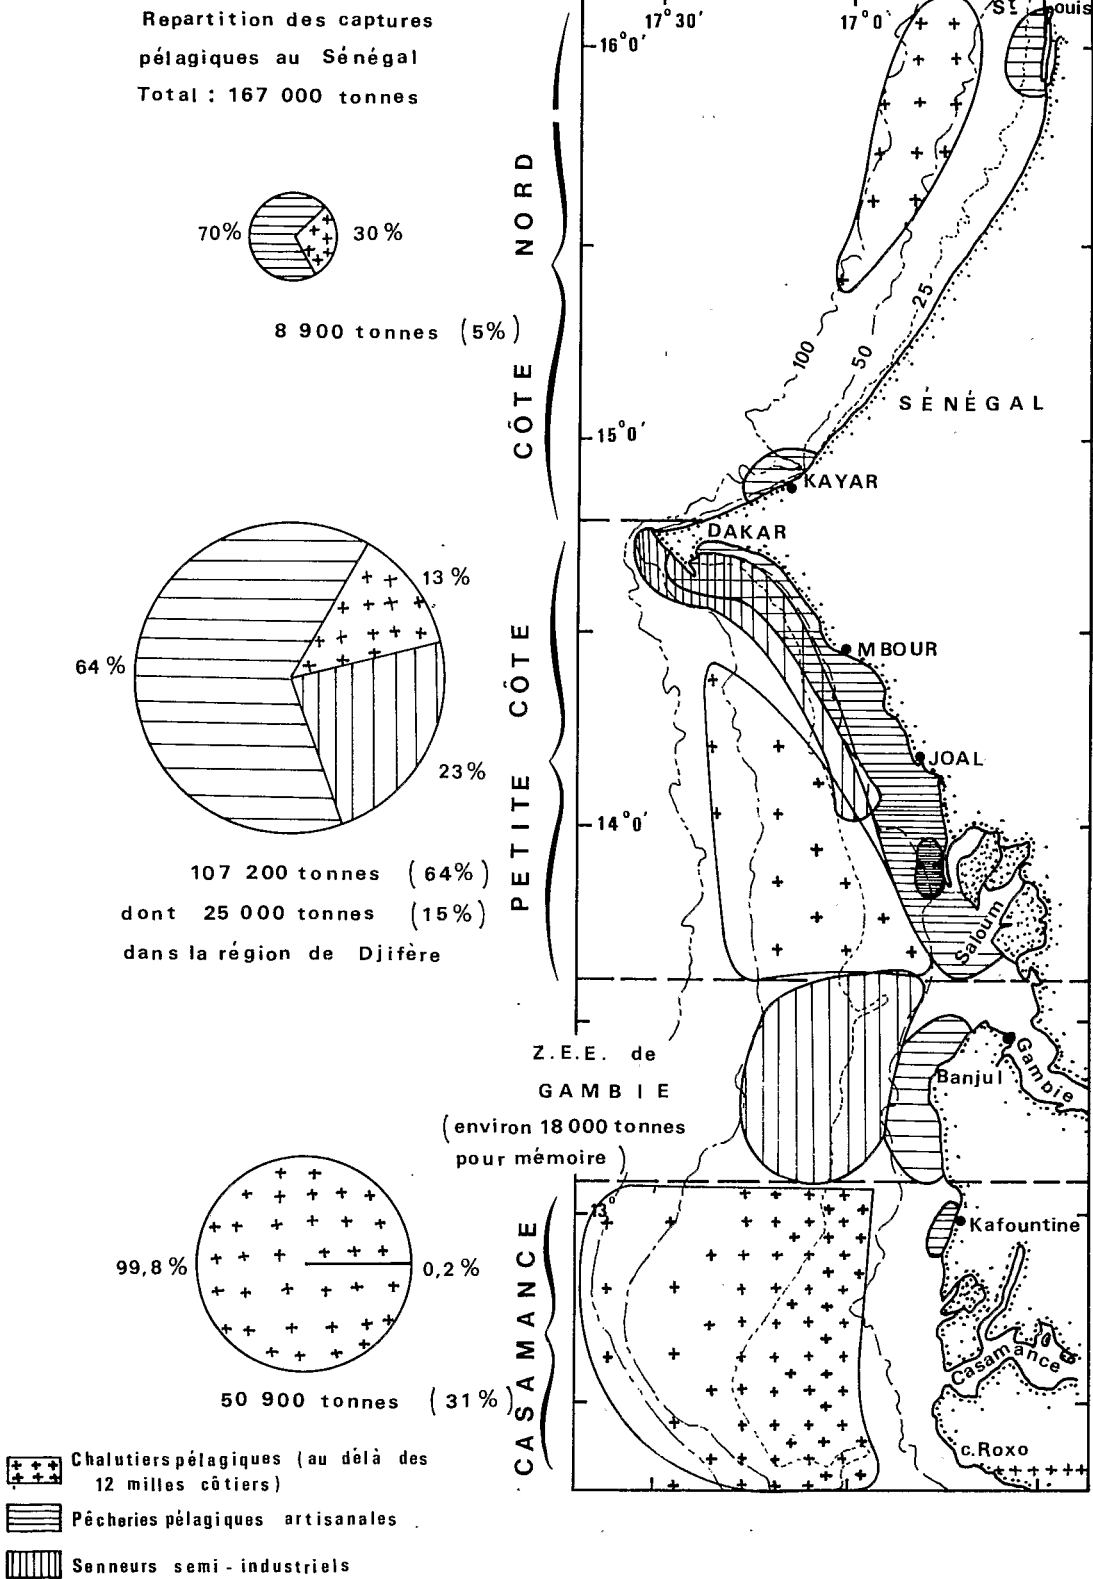 Repartition des captures
pélagiques au Sénégal
Total : 167 000 tonnes
70%
30 %
8 900 tonnes (5%)
CÔTE NORD
64 %
13 %
23 %
107 200 tonnes (64%)
dont 25 000 tonnes (15%)
dans la région de Djifère
PETITE CÔTE
Z.E.E. de
GAMBIE
(environ 18 000 tonnes
pour mémoire)
99,8 %
0,2 %
50 900 tonnes (31%)
CASAMANCE
17°30'
17°0'
St Louis
16°0'
100
50
25
SÉNÉGAL
15°0'
KAYAR
DAKAR
MBOUR
JOAL
14°0'
Saloum
Gambie
Banjul
13°
Kafountine
Casamance
c.Roxo
Chalutiers pélagiques (au délà des
12 milles côtiers)
Pêcheries pélagiques artisanales
Senneurs semi-industriels